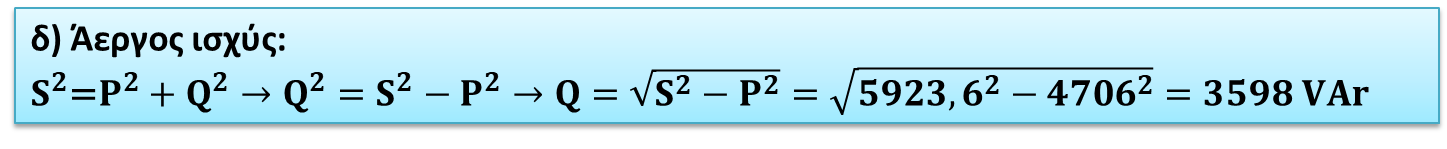 δ) Άεργος ισχύς:
S²=P² + Q² → Q² = S² − P² → Q = √S² − P² = √5923,6² − 4706² = 3598 VAr